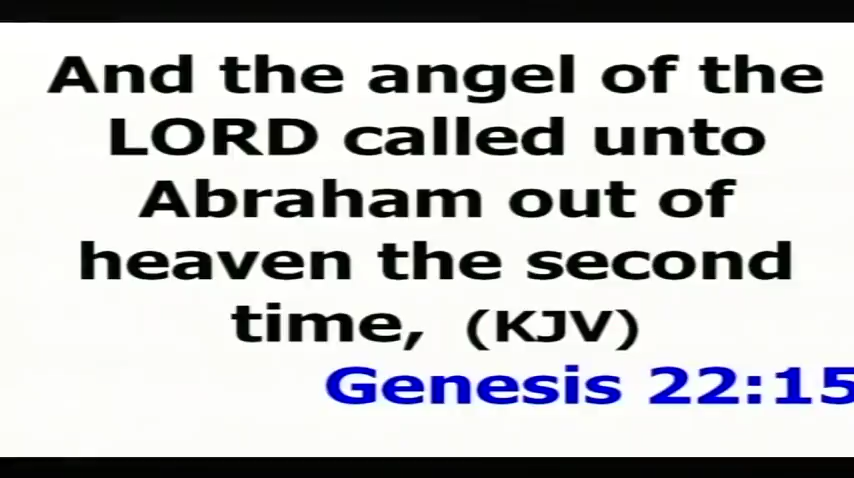 And the angel of the
LORD called unto
Abraham out of
heaven the second
time, (KJV)
Genesis 22:15